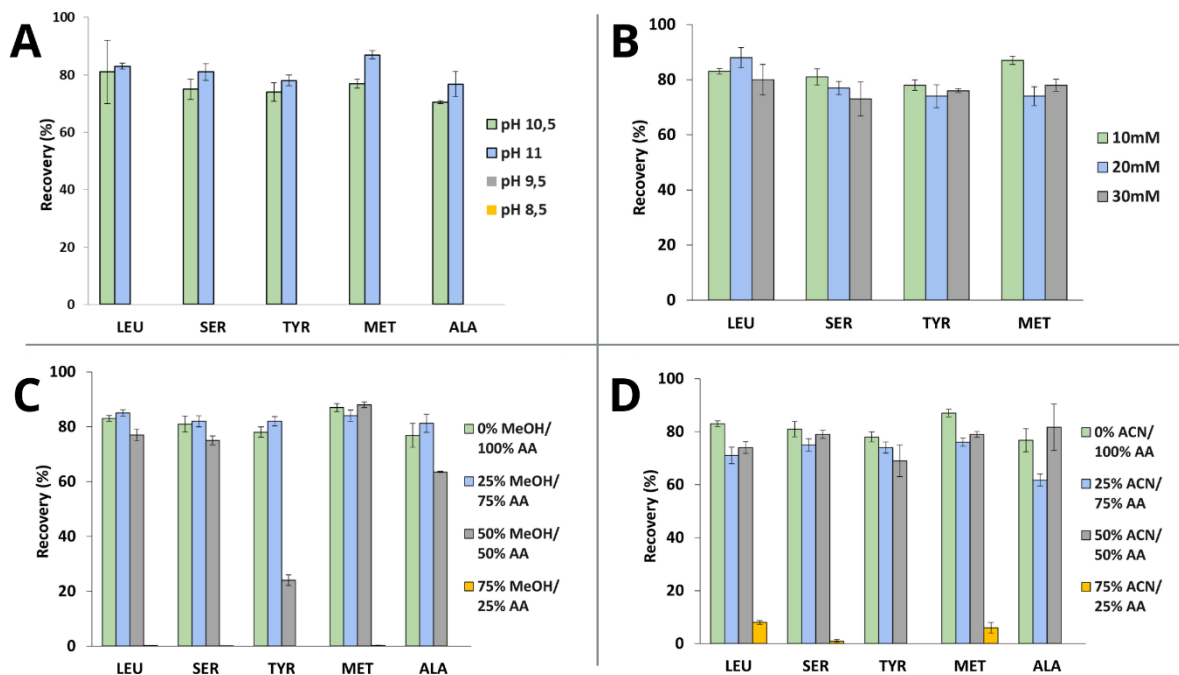 A
Recovery (%)
100
80
60
40
20
0
LEU SER TYR MET ALA
pH 10,5
pH 11
pH 9,5
pH 8,5
B
Recovery (%)
100
80
60
40
20
0
LEU SER TYR MET
10mM
20mM
30mM
C
Recovery (%)
100
80
60
40
20
0
LEU SER TYR MET ALA
0% MeOH/
100% AA
25% MeOH/
75% AA
50% MeOH/
50% AA
75% MeOH/
25% AA
D
Recovery (%)
100
80
60
40
20
0
LEU SER TYR MET ALA
0% ACN/
100% AA
25% ACN/
75% AA
50% ACN/
50% AA
75% ACN/
25% AA